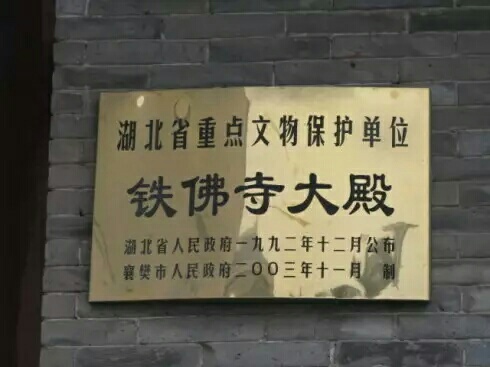 湖北省重点文物保护单位
铁佛寺大殿
湖北省人民政府一九九二年十二月公布
襄樊市人民政府二〇〇三年十一月 制